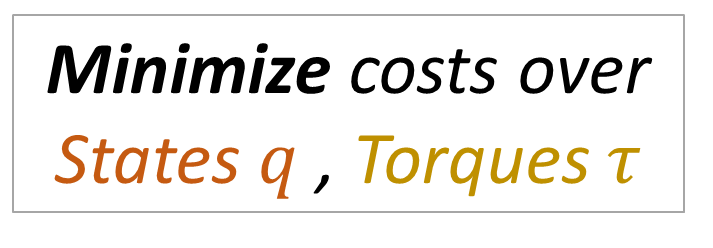 Minimize costs over
States q , Torques τ